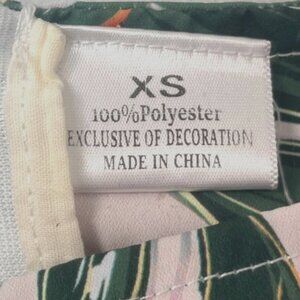 XS
100%Polyester
EXCLUSIVE OF DECORATION
MADE IN CHINA